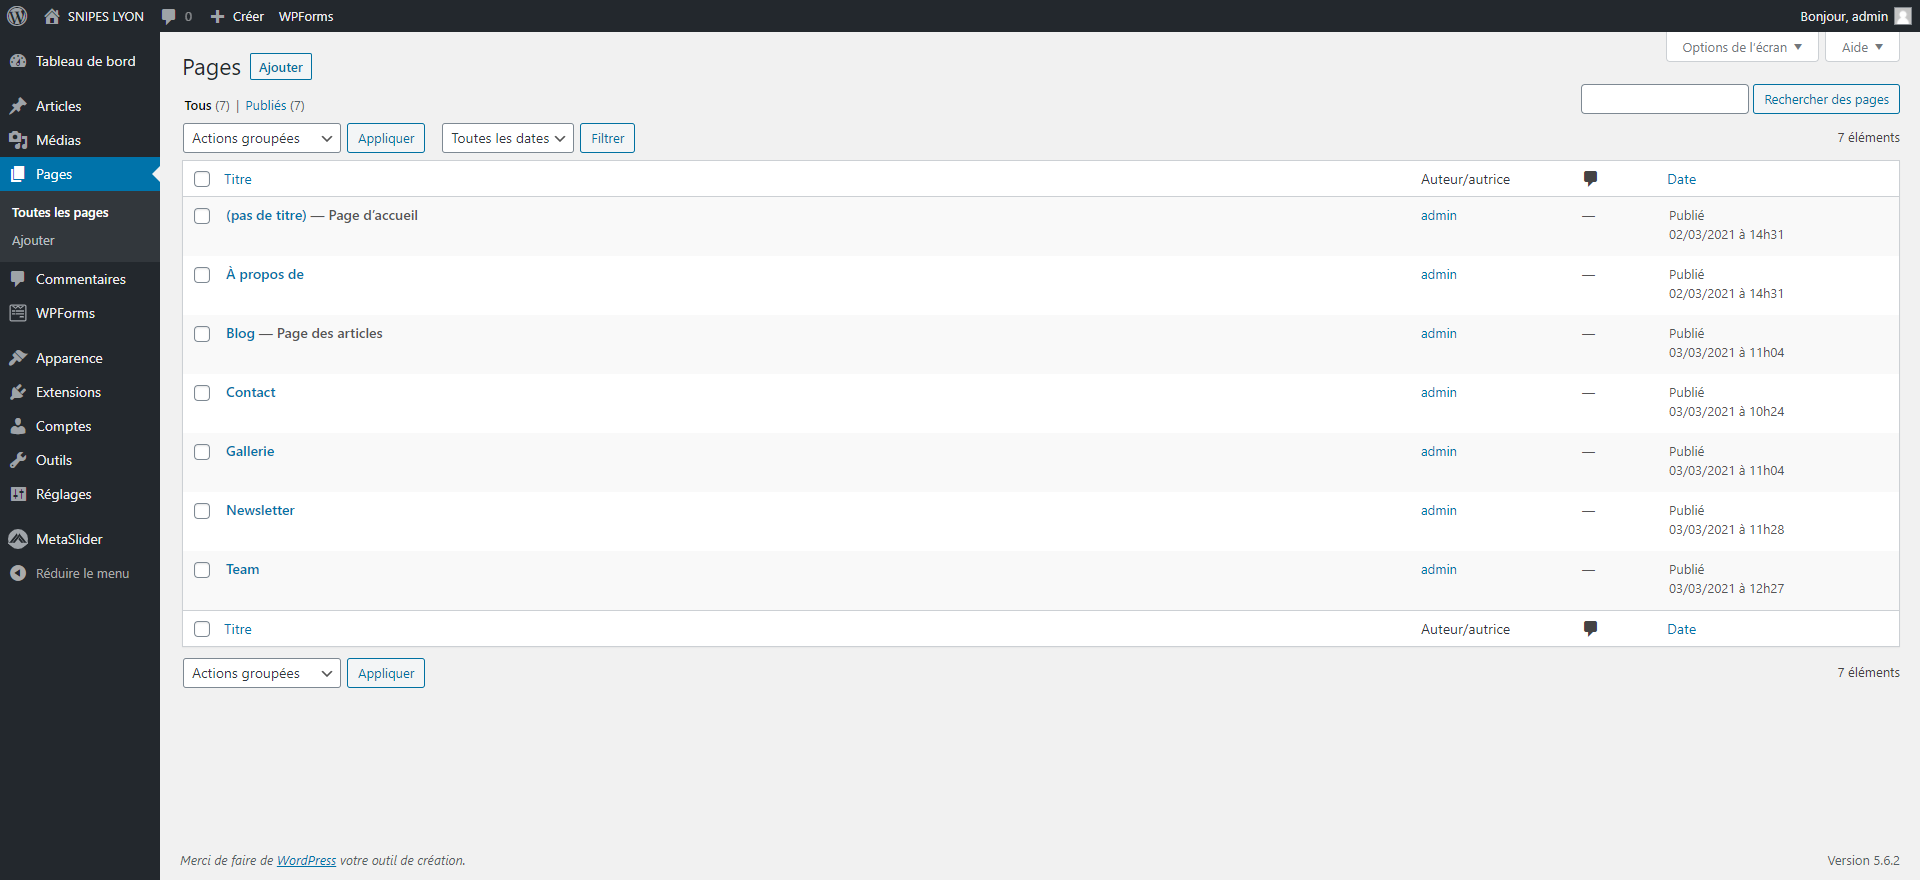 SNIPES LYON 0 Créer WPForms Bonjour, admin
Options de l'écran Aide
Tableau de bord
Articles
Médias
Pages
Toutes les pages
Ajouter
Commentaires
WPForms
Apparence
Extensions
Comptes
Outils
Réglages
MetaSlider
Réduire le menu
Pages Ajouter
Tous (7) | Publiés (7)
Rechercher des pages
Actions groupées Appliquer Toutes les dates Filtrer 7 éléments
Titre Auteur/autrice Date
(pas de titre) — Page d'accueil admin — Publié
02/03/2021 à 14h31
À propos de admin — Publié
02/03/2021 à 14h31
Blog — Page des articles admin — Publié
03/03/2021 à 11h04
Contact admin — Publié
03/03/2021 à 10h24
Gallerie admin — Publié
03/03/2021 à 11h04
Newsletter admin — Publié
03/03/2021 à 11h28
Team admin — Publié
03/03/2021 à 12h27
Titre Auteur/autrice Date
Actions groupées Appliquer 7 éléments
Merci de faire de WordPress votre outil de création. Version 5.6.2